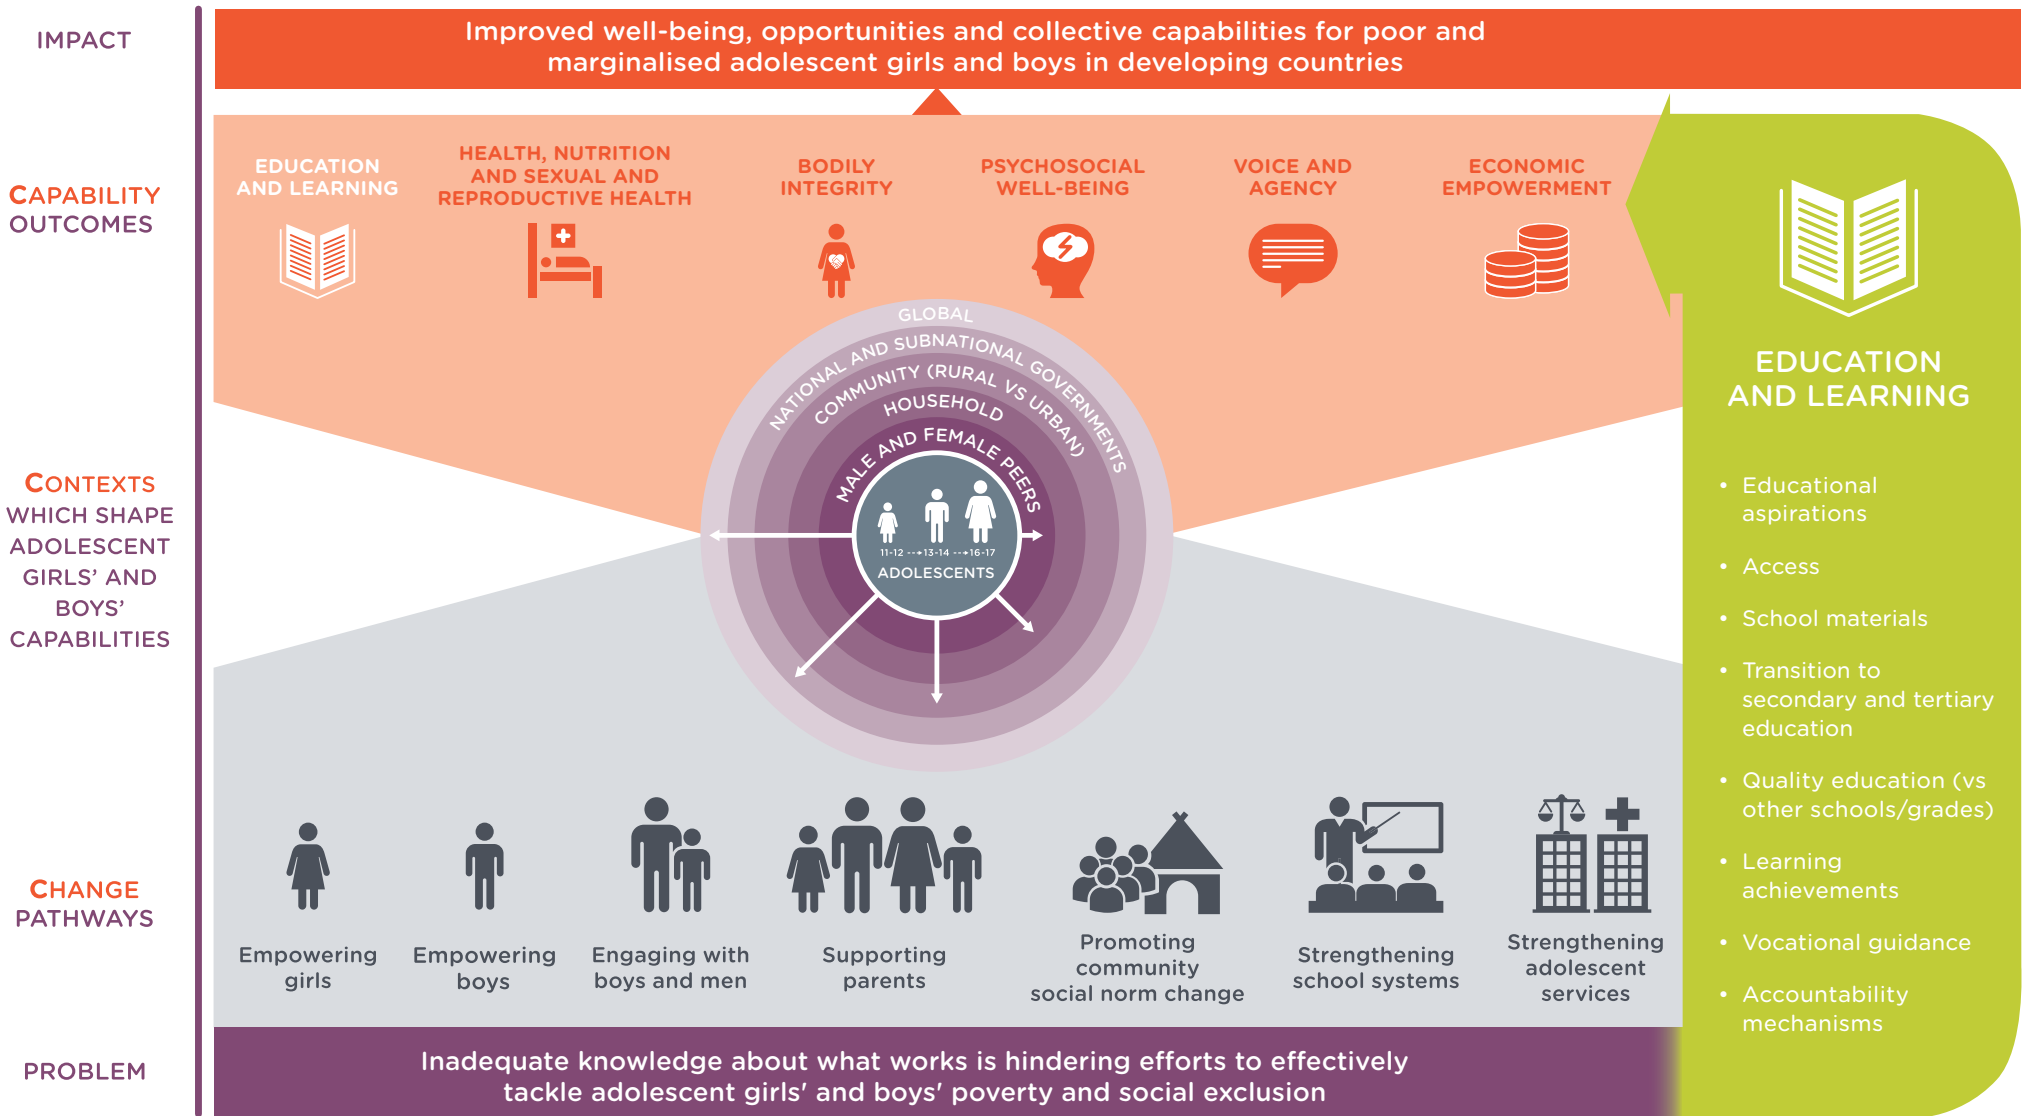 IMPACT
Improved well-being, opportunities and collective capabilities for poor and
marginalised adolescent girls and boys in developing countries
CAPABILITY
OUTCOMES
EDUCATION
AND LEARNING
HEALTH, NUTRITION
AND SEXUAL AND
REPRODUCTIVE HEALTH
BODILY
INTEGRITY
PSYCHOSOCIAL
WELL-BEING
VOICE AND
AGENCY
ECONOMIC
EMPOWERMENT
CONTEXTS
WHICH SHAPE
ADOLESCENT
GIRLS’ AND
BOYS’
CAPABILITIES
GLOBAL
NATIONAL AND SUBNATIONAL GOVERNMENTS
COMMUNITY (RURAL VS URBAN)
HOUSEHOLD
MALE AND FEMALE PEERS
11-12 --→ 13-14 --→ 16-17
ADOLESCENTS
CHANGE
PATHWAYS
Empowering
girls
Empowering
boys
Engaging with
boys and men
Supporting
parents
Promoting
community
social norm change
Strengthening
school systems
Strengthening
adolescent
services
PROBLEM
Inadequate knowledge about what works is hindering efforts to effectively
tackle adolescent girls' and boys' poverty and social exclusion
EDUCATION
AND LEARNING
• Educational
aspirations
• Access
• School materials
• Transition to
secondary and tertiary
education
• Quality education (vs
other schools/grades)
• Learning
achievements
• Vocational guidance
• Accountability
mechanisms